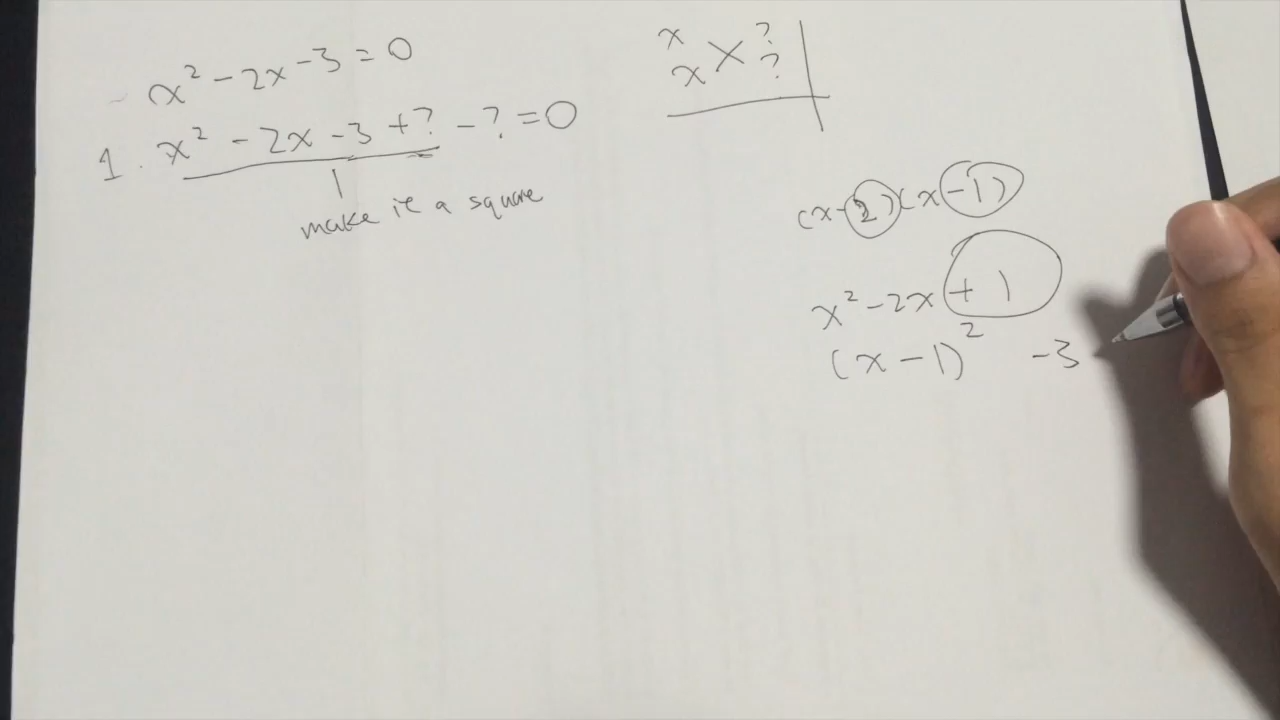 x² - 2x - 3 = 0
1. x² - 2x - 3 + ? - ? = 0
make it a square
x ?
x × ?
(x - 2)(x - 1)
x² - 2x + 1
(x - 1)² - 3